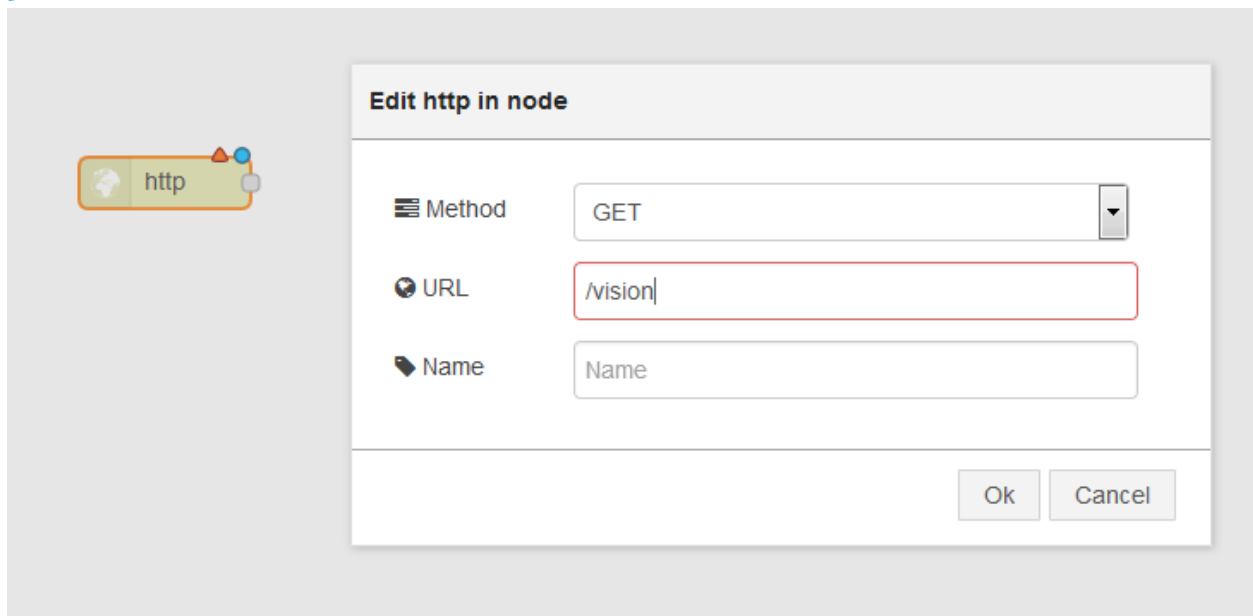 Edit http in node
http
Method
GET
URL
/vision
Name
Name
Ok
Cancel